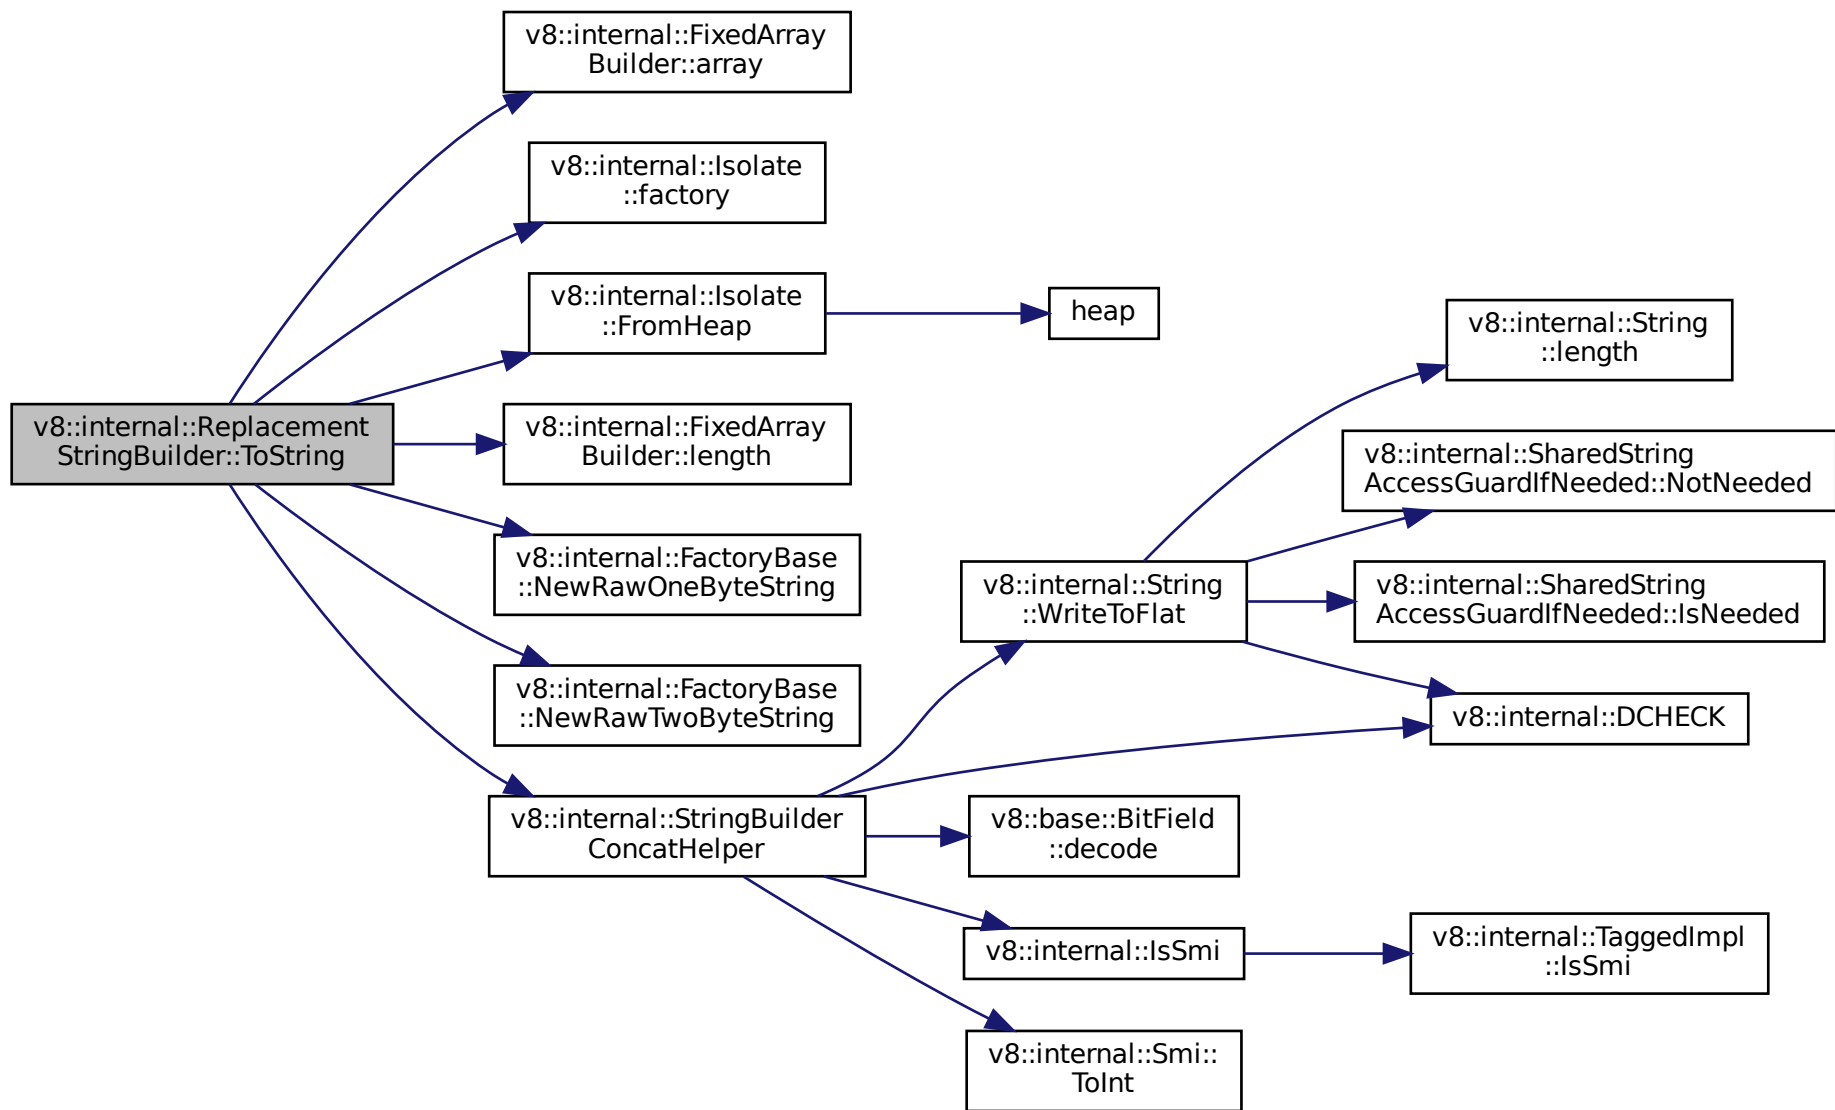 v8::internal::FixedArray
Builder::array
v8::internal::Isolate
::factory
v8::internal::Isolate
::FromHeap
heap
v8::internal::String
::length
v8::internal::Replacement
StringBuilder::ToString
v8::internal::FixedArray
Builder::length
v8::internal::SharedString
AccessGuardIfNeeded::NotNeeded
v8::internal::FactoryBase
::NewRawOneByteString
v8::internal::String
::WriteToFlat
v8::internal::SharedString
AccessGuardIfNeeded::IsNeeded
v8::internal::FactoryBase
::NewRawTwoByteString
v8::internal::DCHECK
v8::internal::StringBuilder
ConcatHelper
v8::base::BitField
::decode
v8::internal::IsSmi
v8::internal::TaggedImpl
::IsSmi
v8::internal::Smi::
ToInt